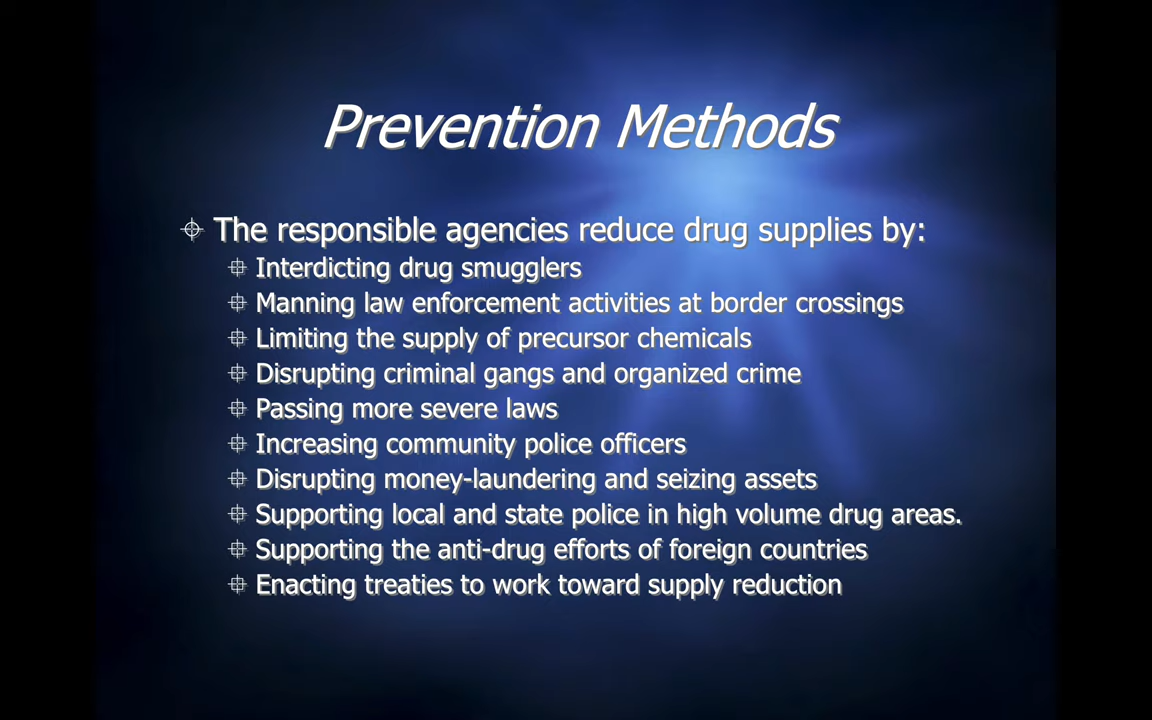 Prevention Methods
The responsible agencies reduce drug supplies by:
Interdicting drug smugglers
Manning law enforcement activities at border crossings
Limiting the supply of precursor chemicals
Disrupting criminal gangs and organized crime
Passing more severe laws
Increasing community police officers
Disrupting money-laundering and seizing assets
Supporting local and state police in high volume drug areas.
Supporting the anti-drug efforts of foreign countries
Enacting treaties to work toward supply reduction